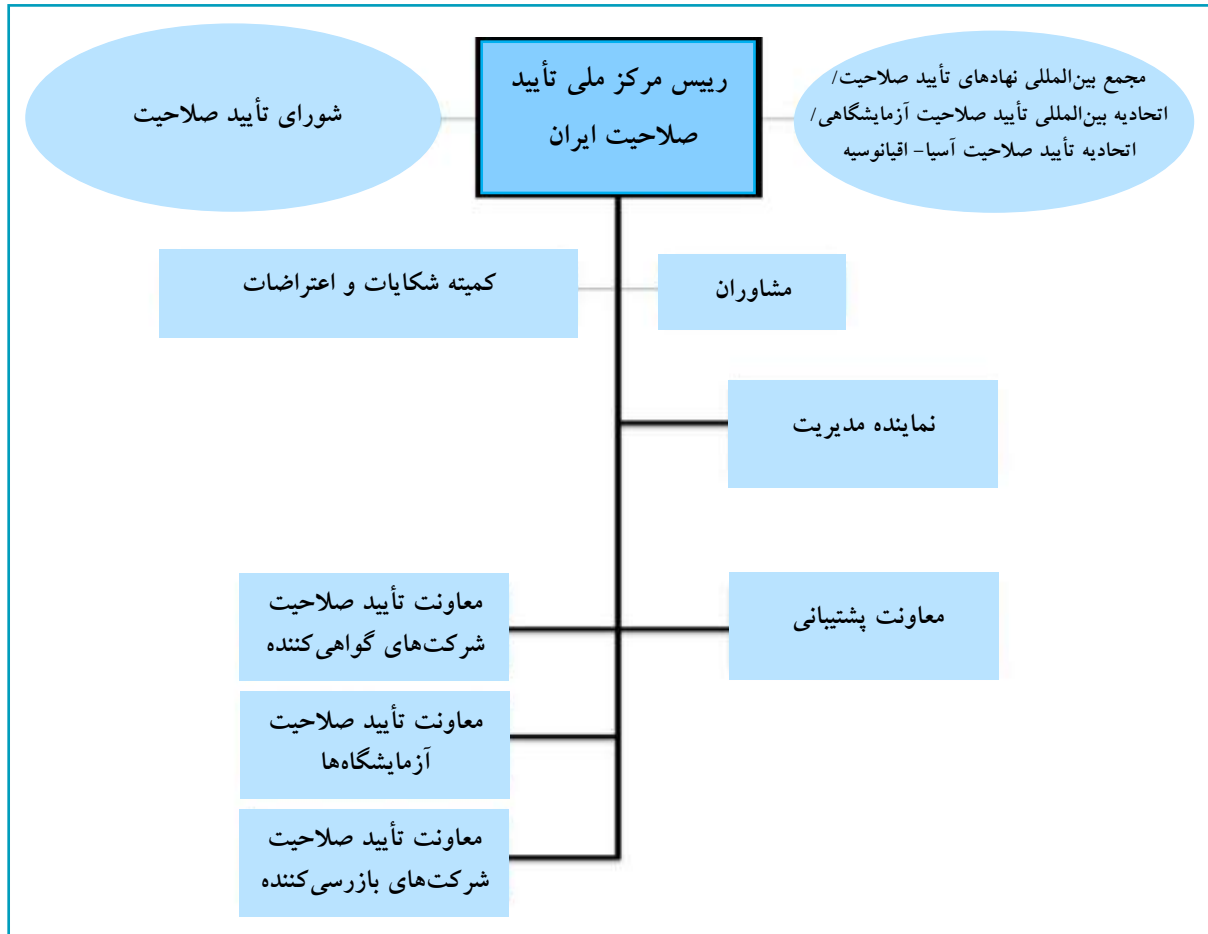 مجمع بین‌المللی نهادهای تأیید صلاحیت/
اتحادیه بین‌المللی تأیید صلاحیت آزمایشگاهی/
اتحادیه تأیید صلاحیت آسیا- اقیانوسیه
رییس مرکز ملی تأیید
صلاحیت ایران
شورای تأیید صلاحیت
مشاوران
کمیته شکایات و اعتراضات
نماینده مدیریت
معاونت پشتیبانی
معاونت تأیید صلاحیت
شرکت‌های گواهی‌کننده
معاونت تأیید صلاحیت
آزمایشگاه‌ها
معاونت تأیید صلاحیت
شرکت‌های بازرسی‌کننده